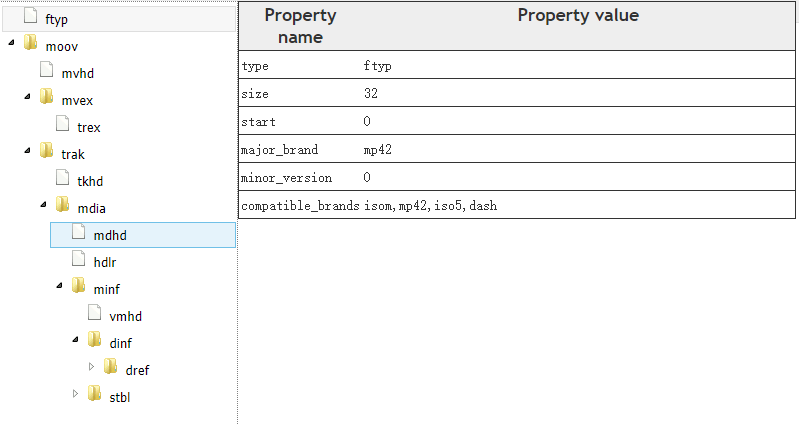 ftyp
moov
mvhd
mvex
trex
trak
tkhd
mdia
mdhd
hdlr
minf
vmhd
dinf
dref
stbl
Property name Property value
type ftyp
size 32
start 0
major_brand mp42
minor_version 0
compatible_brands isom,mp42,iso5,dash